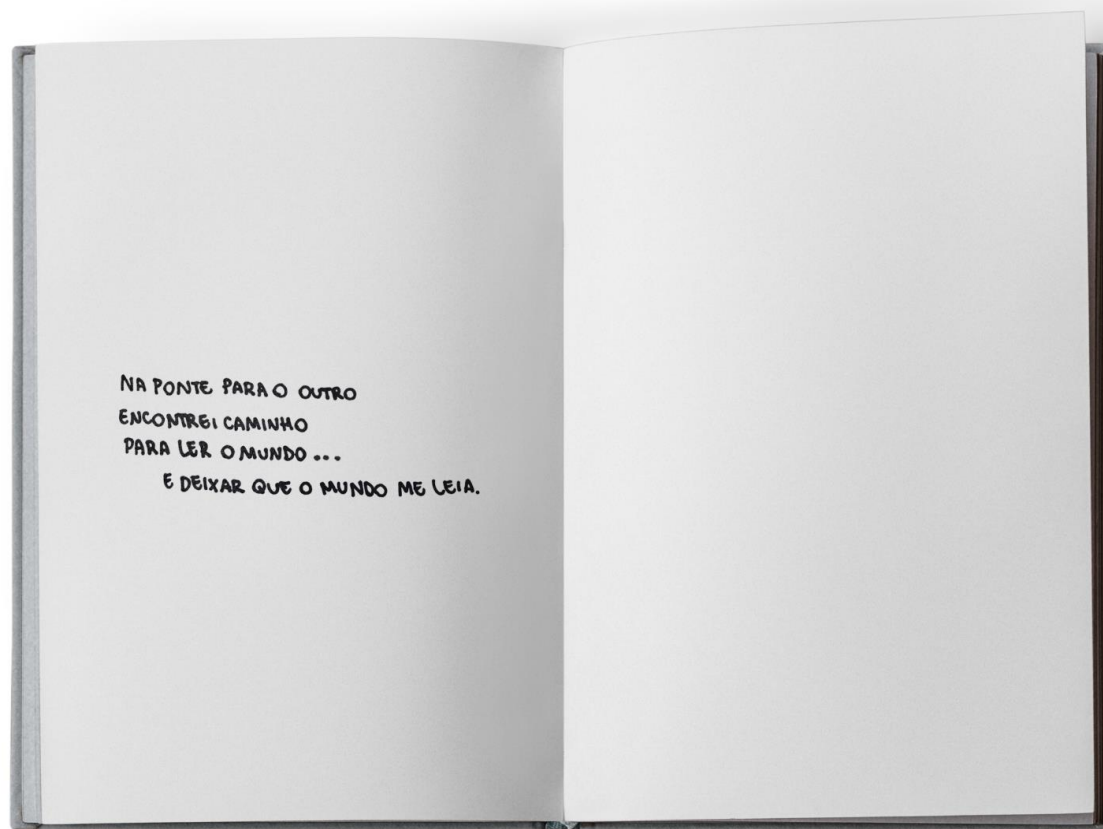 NA PONTE PARA O OUTRO
ENCONTREI CAMINHO
PARA LER O MUNDO...
E DEIXAR QUE O MUNDO ME LEIA.